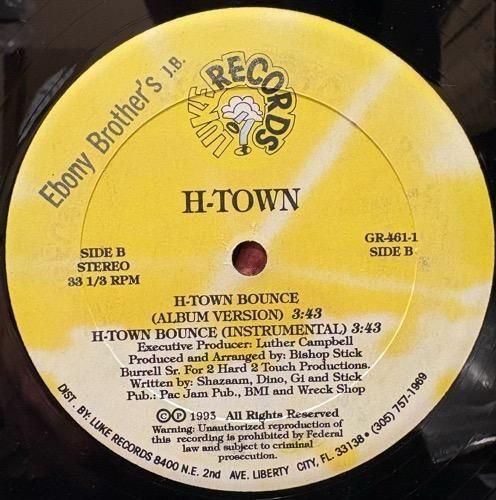 Ebony Brother's J.B.
LUKE RECORDS
H-TOWN
SIDE B
STEREO
33 1/3 RPM
GR-461-1
SIDE B
H-TOWN BOUNCE
(ALBUM VERSION) 3:43
H-TOWN BOUNCE (INSTRUMENTAL) 3:43
Executive Producer: Luther Campbell
Produced and Arranged by: Bishop Stick
Burrell Sr. For 2 Hard 2 Touch Productions.
Written by: Shazaam, Dino, Gi and Stick
Pub.: Pac Jam Pub., BMI and Wreck Shop
©℗ 1993 All Rights Reserved
Warning: Unauthorized reproduction of
this recording is prohibited by Federal
law and subject to criminal
prosecution.
DIST. BY: LUKE RECORDS 8400 N.E. 2nd AVE. LIBERTY CITY, FL. 33138 • (305) 757-1969